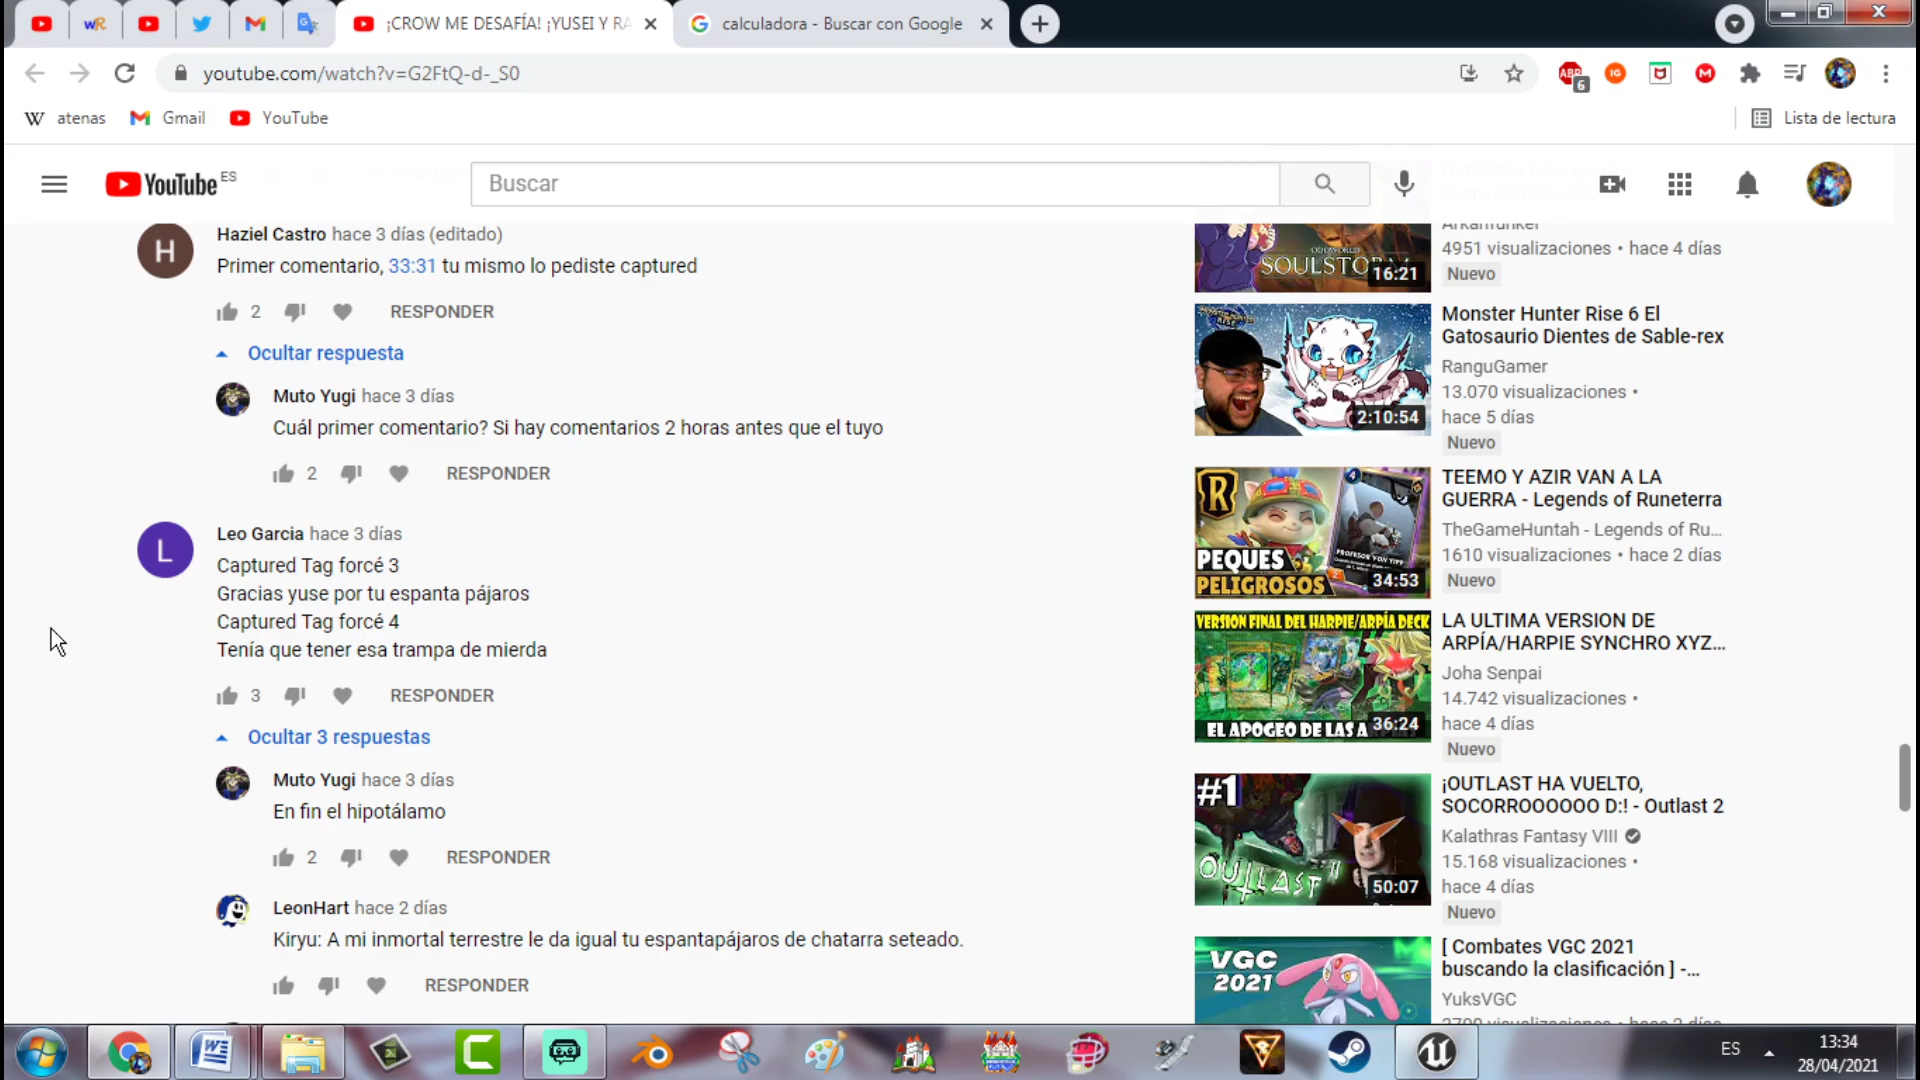 ¡CROW ME DESAFÍA! ¡YUSEI Y RA
calculadora - Buscar con Google
youtube.com/watch?v=G2FtQ-d-_S0
ABP
6
IG
W atenas
Gmail
YouTube
Lista de lectura
YouTube ES
Buscar
H
Haziel Castro hace 3 días (editado)
Primer comentario, 33:31 tu mismo lo pediste captured
2 RESPONDER
Ocultar respuesta
Muto Yugi hace 3 días
Cuál primer comentario? Si hay comentarios 2 horas antes que el tuyo
2 RESPONDER
L
Leo Garcia hace 3 días
Captured Tag forcé 3
Gracias yuse por tu espanta pájaros
Captured Tag forcé 4
Tenía que tener esa trampa de mierda
3 RESPONDER
Ocultar 3 respuestas
Muto Yugi hace 3 días
En fin el hipotálamo
2 RESPONDER
LeonHart hace 2 días
Kiryu: A mi inmortal terrestre le da igual tu espantapájaros de chatarra seteado.
RESPONDER
ODDWORLD
SOULSTORM
16:21
4951 visualizaciones • hace 4 días
Nuevo
2:10:54
Monster Hunter Rise 6 El
Gatosaurio Dientes de Sable-rex
RanguGamer
13.070 visualizaciones •
hace 5 días
Nuevo
R
PEQUES
PELIGROSOS
PROFESOR VON YIPP
34:53
TEEMO Y AZIR VAN A LA
GUERRA - Legends of Runeterra
TheGameHuntah - Legends of Ru...
1610 visualizaciones • hace 2 días
Nuevo
VERSION FINAL DEL HARPIE/ARPÍA DECK
EL APOGEO DE LAS A
36:24
LA ULTIMA VERSION DE
ARPÍA/HARPIE SYNCHRO XYZ...
Joha Senpai
14.742 visualizaciones •
hace 4 días
Nuevo
#1
OUTLAST II
50:07
¡OUTLAST HA VUELTO,
SOCORROOOOOO D:! - Outlast 2
Kalathras Fantasy VIII
15.168 visualizaciones •
hace 4 días
Nuevo
VGC
2021
[ Combates VGC 2021
buscando la clasificación ] -...
YuksVGC
ES
13:34
28/04/2021